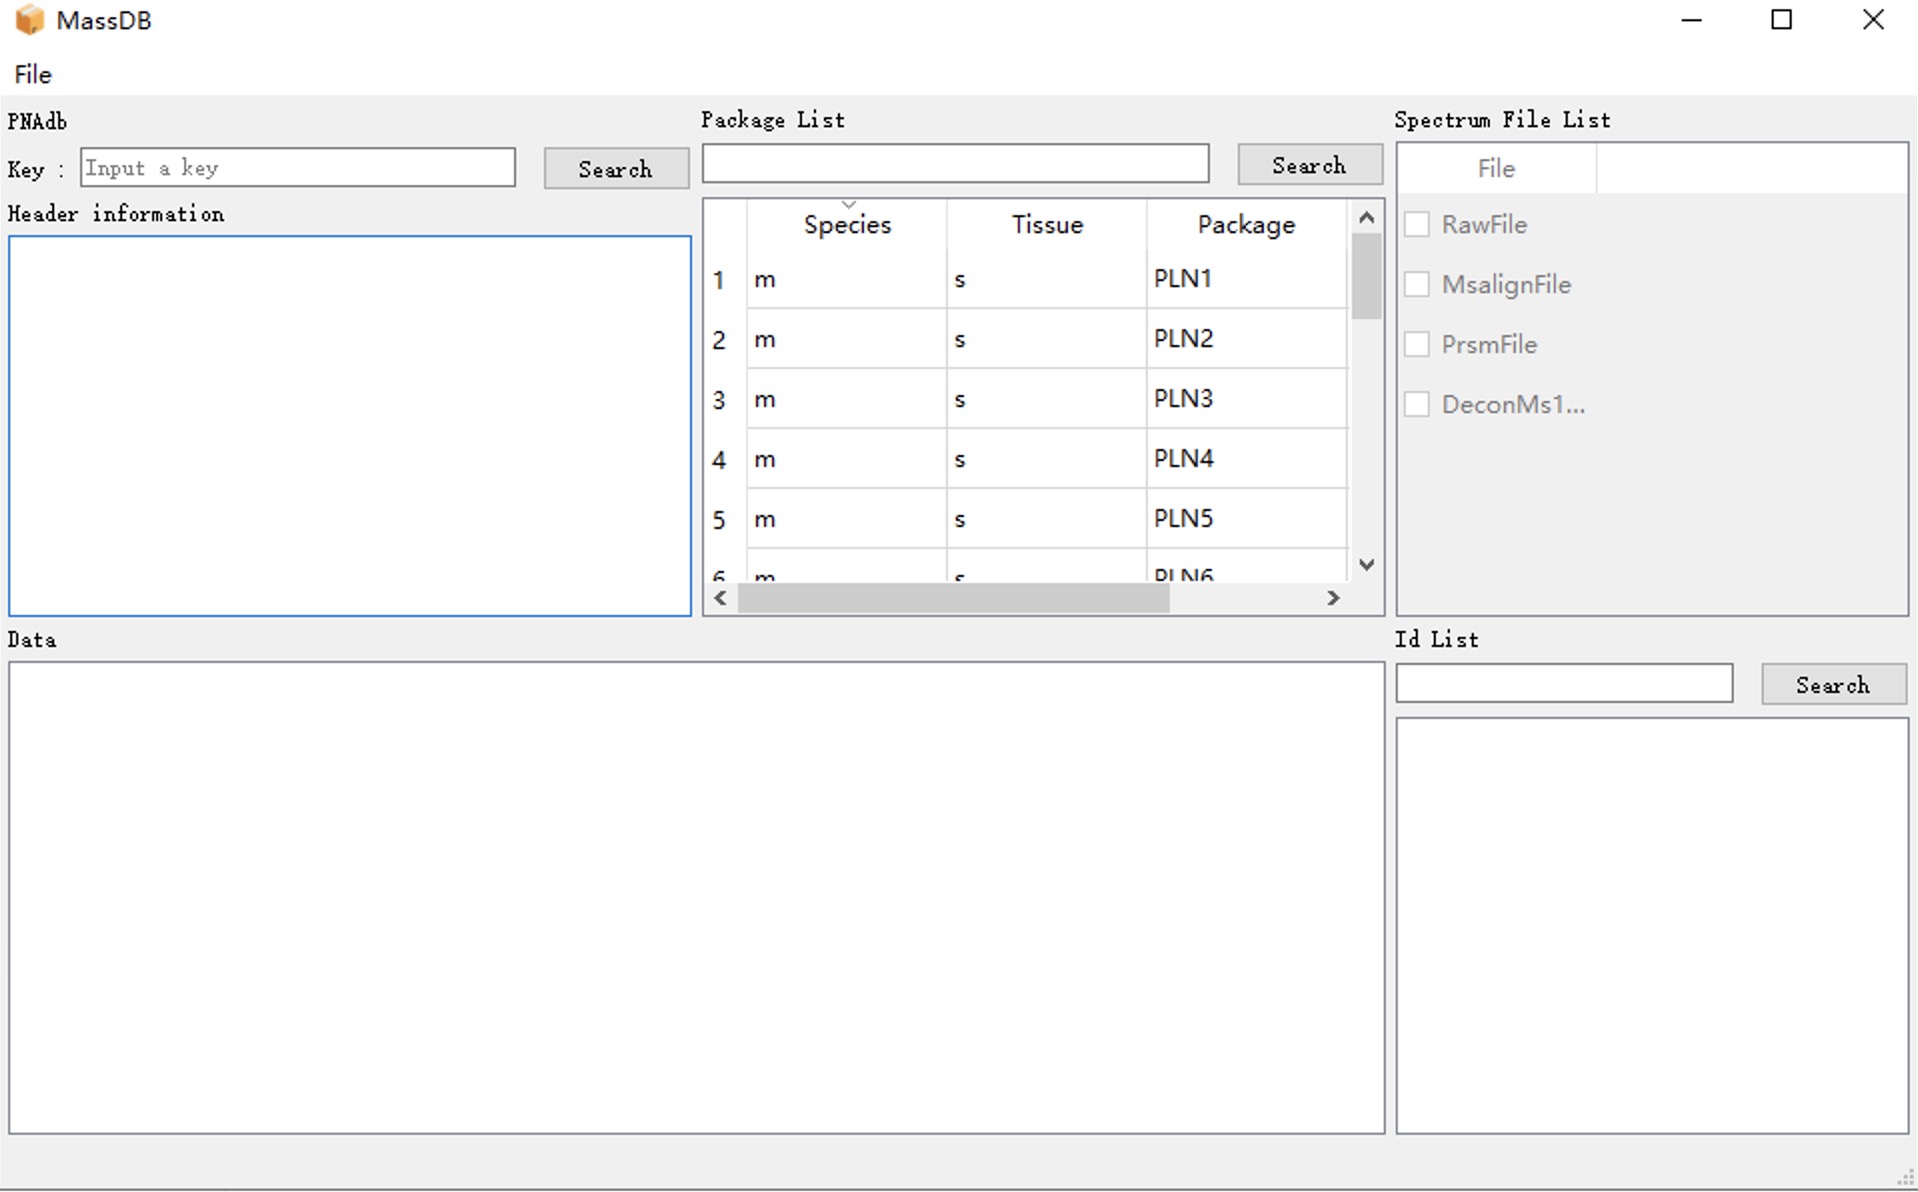 MassDB
File
PNAdb
Key : Input a key Search
Header information
Package List
Search
Species Tissue Package
1 m s PLN1
2 m s PLN2
3 m s PLN3
4 m s PLN4
5 m s PLN5
6 m s PLN6
Spectrum File List
File
RawFile
MsalignFile
PrsmFile
DeconMs1...
Data
Id List
Search